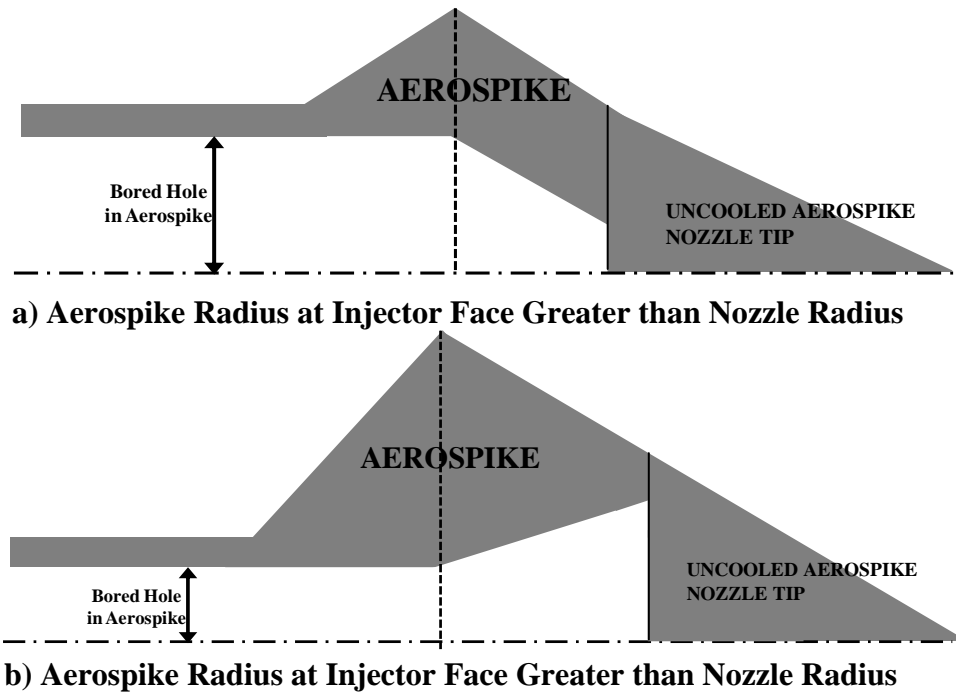 AEROSPIKE
Bored Hole
in Aerospike
UNCOOLED AEROSPIKE
NOZZLE TIP
a) Aerospike Radius at Injector Face Greater than Nozzle Radius
AEROSPIKE
Bored Hole
in Aerospike
UNCOOLED AEROSPIKE
NOZZLE TIP
b) Aerospike Radius at Injector Face Greater than Nozzle Radius